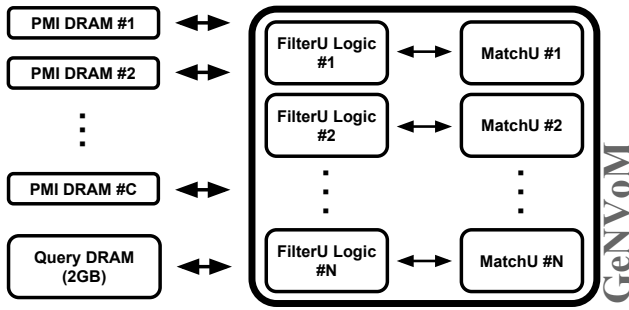 PMI DRAM #1
PMI DRAM #2
PMI DRAM #C
Query DRAM
(2GB)
FilterU Logic
#1
MatchU #1
FilterU Logic
#2
MatchU #2
FilterU Logic
#N
MatchU #N
GeNVoM